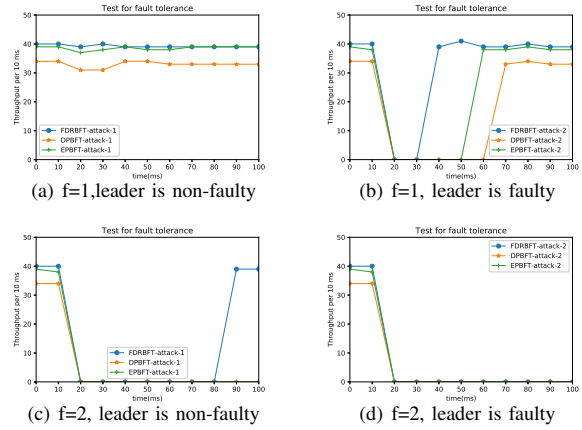 Test for fault tolerance
Throughput per 10 ms
50
40
30
20
10
0
FDRBFT-attack-1
DPBFT-attack-1
EPBFT-attack-1
0 10 20 30 40 50 60 70 80 90 100
time(ms)
(a) f=1,leader is non-faulty
Test for fault tolerance
Throughput per 10 ms
50
40
30
20
10
0
FDRBFT-attack-2
DPBFT-attack-2
EPBFT-attack-2
0 10 20 30 40 50 60 70 80 90 100
time(ms)
(b) f=1, leader is faulty
Test for fault tolerance
Throughput per 10 ms
50
40
30
20
10
0
FDRBFT-attack-1
DPBFT-attack-1
EPBFT-attack-1
0 10 20 30 40 50 60 70 80 90 100
time(ms)
(c) f=2, leader is non-faulty
Test for fault tolerance
Throughput per 10 ms
50
40
30
20
10
0
FDRBFT-attack-2
DPBFT-attack-2
EPBFT-attack-2
0 10 20 30 40 50 60 70 80 90 100
time(ms)
(d) f=2, leader is faulty